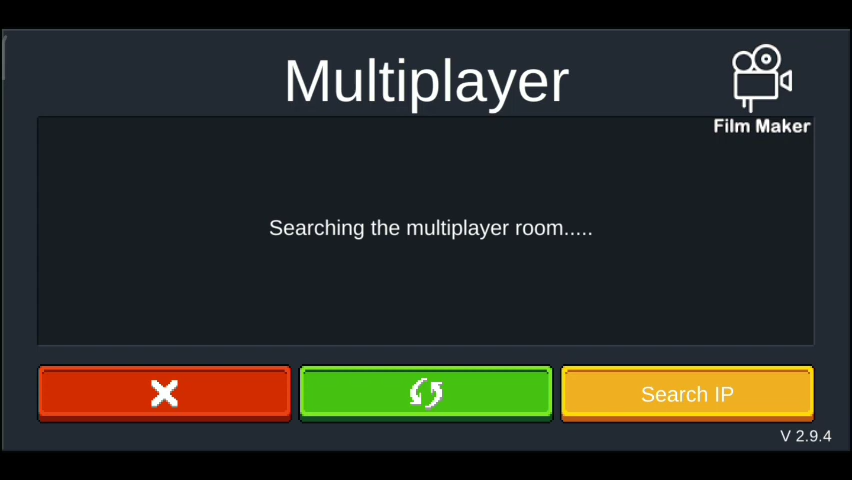 Multiplayer
Film Maker
Searching the multiplayer room.....
Search IP
V 2.9.4